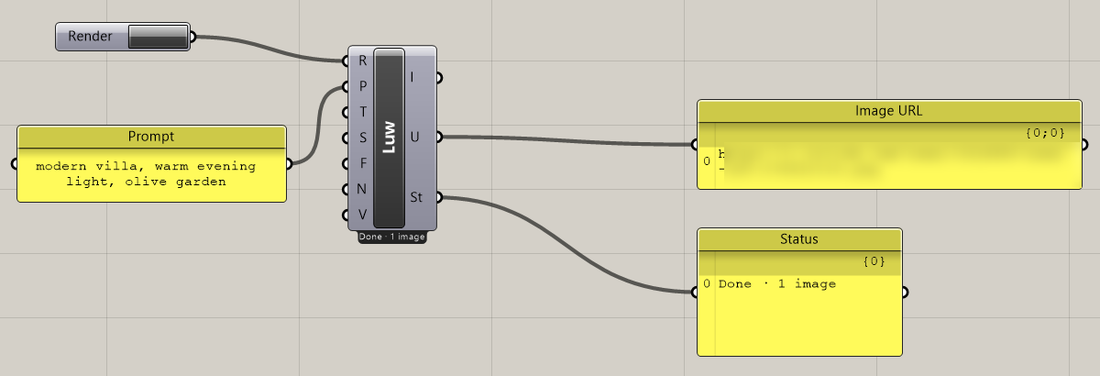 Render
Prompt
modern villa, warm evening
light, olive garden
R
P
T
S
F
N
V
Luw
I
U
St
Done · 1 image
Image URL
{0;0}
0
Status
{0}
0 Done · 1 image